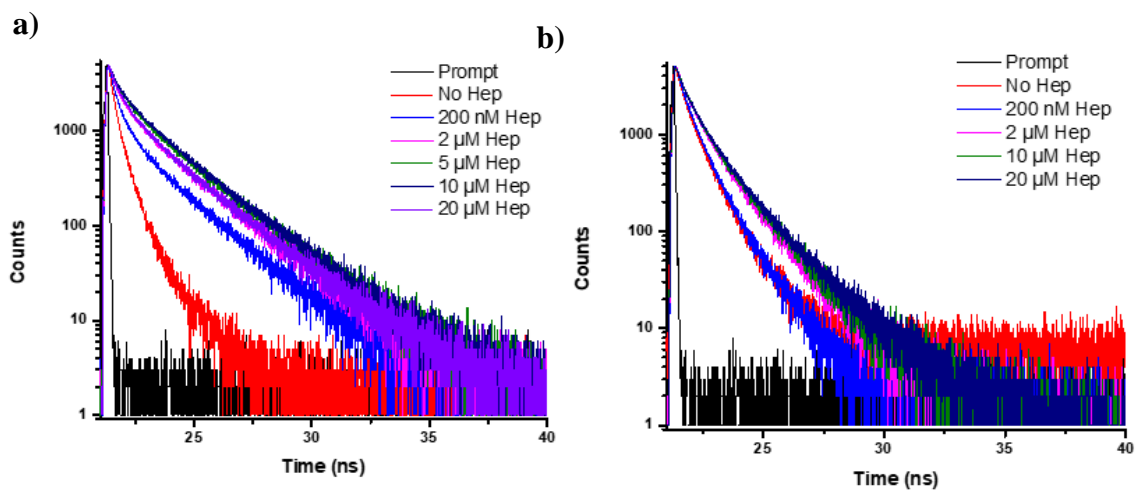 a)
Prompt
No Hep
200 nM Hep
2 µM Hep
5 µM Hep
10 µM Hep
20 µM Hep
1000
100
10
1
Counts
25
30
35
40
Time (ns)
b)
Prompt
No Hep
200 nM Hep
2 µM Hep
10 µM Hep
20 µM Hep
1000
100
10
1
Counts
25
30
35
40
Time (ns)